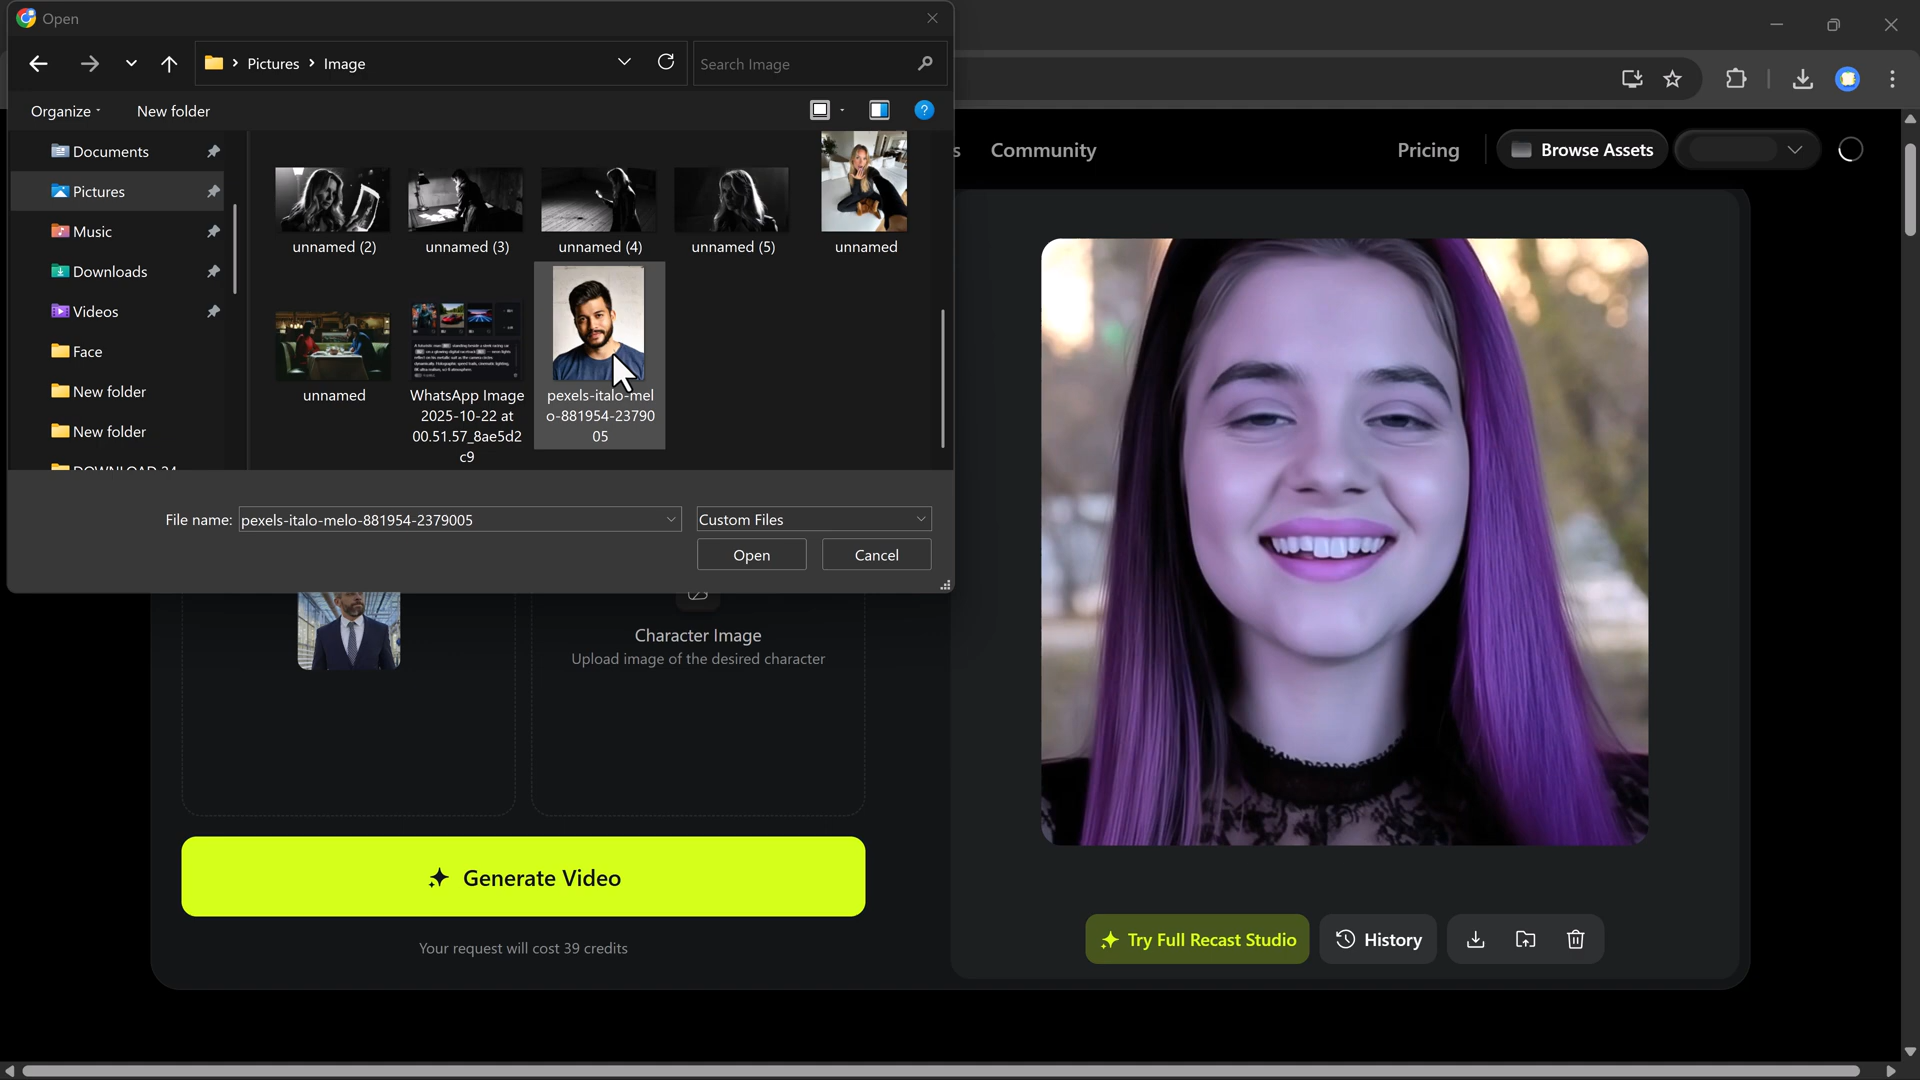 Open
Pictures
Image
Search Image
Organize
New folder
Documents
Pictures
Music
Downloads
Videos
Face
New folder
New folder
unnamed (2)
unnamed (3)
unnamed (4)
unnamed (5)
unnamed
unnamed
WhatsApp Image
2025-10-22 at
00.51.57_8ae5d2
c9
pexels-italo-mel
o-881954-23790
05
File name:
pexels-italo-melo-881954-2379005
Custom Files
Open
Cancel
s
Community
Pricing
Browse Assets
Character Image
Upload image of the desired character
Generate Video
Your request will cost 39 credits
Try Full Recast Studio
History